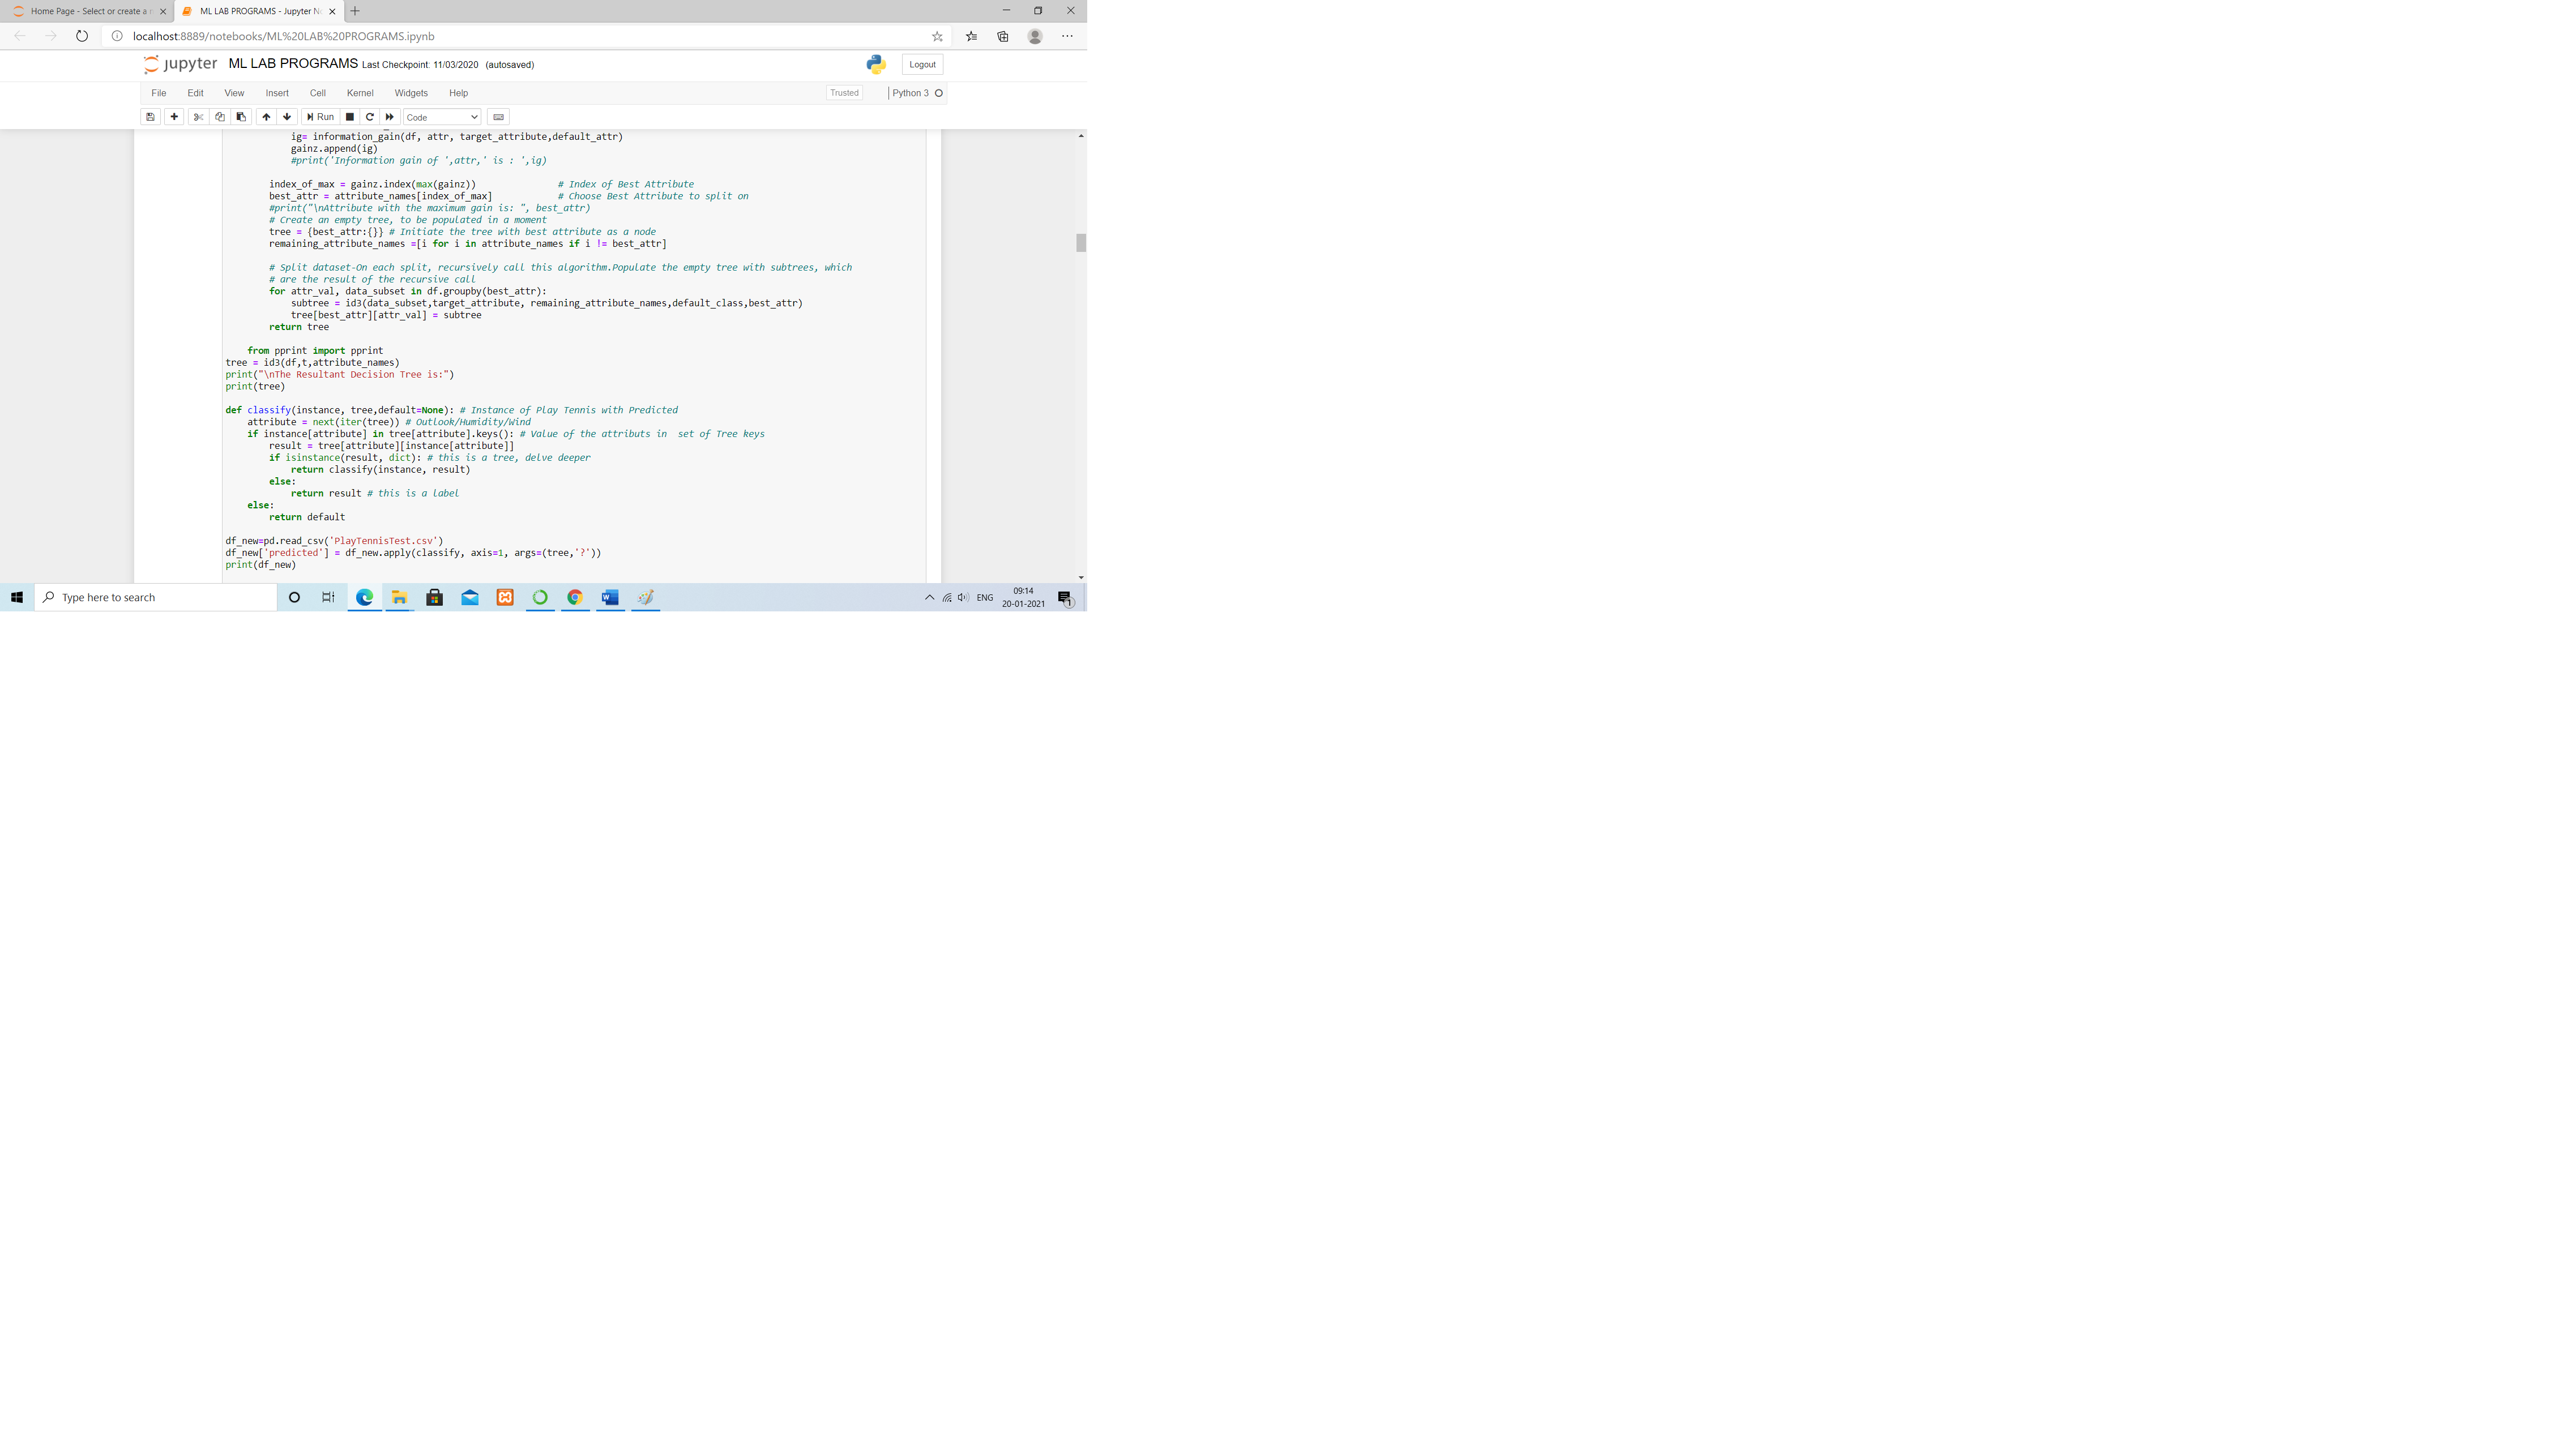 Home Page - Select or create a n
ML LAB PROGRAMS - Jupyter N
localhost:8889/notebooks/ML%20LAB%20PROGRAMS.ipynb
jupyter ML LAB PROGRAMS Last Checkpoint: 11/03/2020 (autosaved)
Logout
File Edit View Insert Cell Kernel Widgets Help
Trusted
Python 3
Run
Code
            ig= information_gain(df, attr, target_attribute,default_attr)
            gainz.append(ig)
            #print('Information gain of ',attr,' is : ',ig)
        index_of_max = gainz.index(max(gainz))               # Index of Best Attribute
        best_attr = attribute_names[index_of_max]            # Choose Best Attribute to split on
        #print("\nAttribute with the maximum gain is: ", best_attr)
        # Create an empty tree, to be populated in a moment
        tree = {best_attr:{}} # Initiate the tree with best attribute as a node
        remaining_attribute_names =[i for i in attribute_names if i != best_attr]
        # Split dataset-On each split, recursively call this algorithm.Populate the empty tree with subtrees, which
        # are the result of the recursive call
        for attr_val, data_subset in df.groupby(best_attr):
            subtree = id3(data_subset,target_attribute, remaining_attribute_names,default_class,best_attr)
            tree[best_attr][attr_val] = subtree
        return tree
    from pprint import pprint
tree = id3(df,t,attribute_names)
print("\nThe Resultant Decision Tree is:")
print(tree)
def classify(instance, tree,default=None): # Instance of Play Tennis with Predicted
    attribute = next(iter(tree)) # Outlook/Humidity/Wind
    if instance[attribute] in tree[attribute].keys(): # Value of the attributs in  set of Tree keys
        result = tree[attribute][instance[attribute]]
        if isinstance(result, dict): # this is a tree, delve deeper
            return classify(instance, result)
        else:
            return result # this is a label
    else:
        return default
df_new=pd.read_csv('PlayTennisTest.csv')
df_new['predicted'] = df_new.apply(classify, axis=1, args=(tree,'?'))
print(df_new)
Type here to search
ENG
09:14
20-01-2021
1